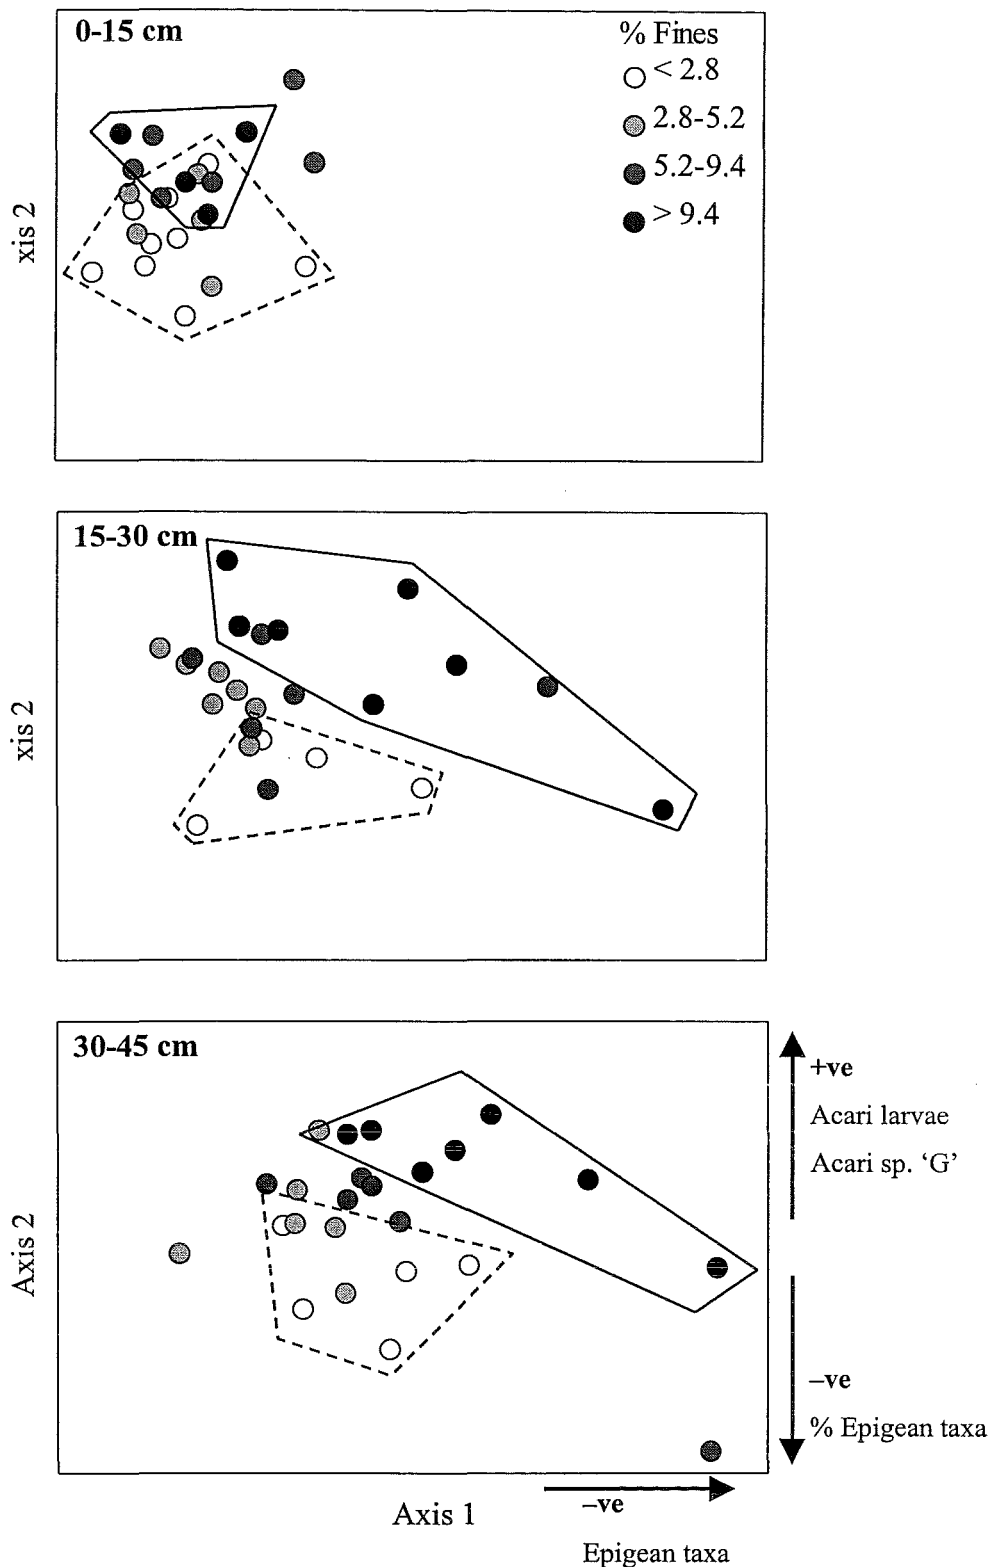 0-15 cm
% Fines
< 2.8
2.8-5.2
5.2-9.4
> 9.4
xis 2
15-30 cm
xis 2
30-45 cm
+ve
Acari larvae
Acari sp. ‘G’
Axis 2
–ve
% Epigean taxa
Axis 1
–ve
Epigean taxa